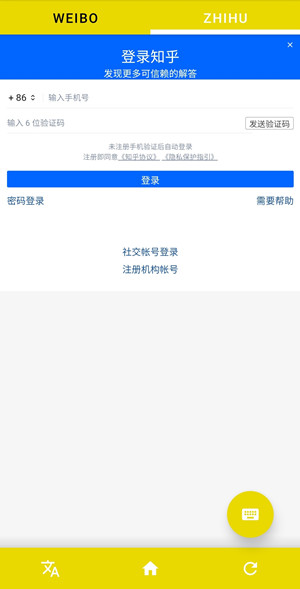 WEIBO
ZHIHU
×
登录知乎
发现更多可信赖的解答
+ 86
输入手机号
输入 6 位验证码
发送验证码
未注册手机验证后自动登录
注册即同意《知乎协议》《隐私保护指引》
登录
密码登录
需要帮助
社交帐号登录
注册机构帐号